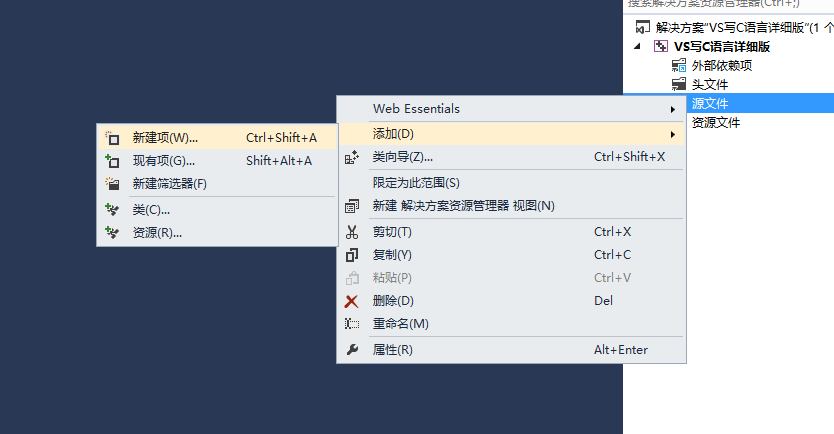 搜索解决方案资源管理器(Ctrl+;)
解决方案"VS写C语言详细版"(1 个
VS写C语言详细版
外部依赖项
头文件
源文件
资源文件
Web Essentials
添加(D)
类向导(Z)... Ctrl+Shift+X
限定为此范围(S)
新建 解决方案资源管理器 视图(N)
剪切(T) Ctrl+X
复制(Y) Ctrl+C
粘贴(P) Ctrl+V
删除(D) Del
重命名(M)
属性(R) Alt+Enter
新建项(W)... Ctrl+Shift+A
现有项(G)... Shift+Alt+A
新建筛选器(F)
类(C)...
资源(R)...